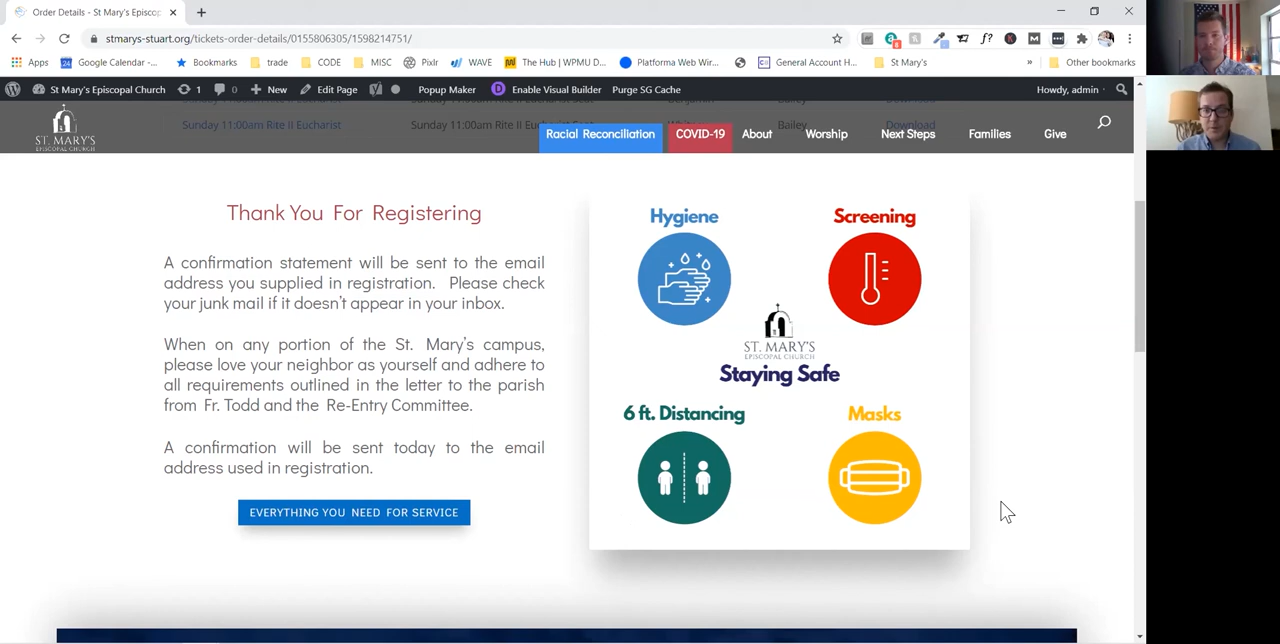 Order Details - St Mary's Episcop
stmarys-stuart.org/tickets-order-details/0155806305/1598214751/
Apps Google Calendar -... Bookmarks trade CODE MISC Pixlr WAVE The Hub | WPMU D... Platforma Web Wir... General Account H... St Mary's » Other bookmarks
St. Mary's Episcopal Church 1 New Edit Page Popup Maker Enable Visual Builder Purge SG Cache Howdy, admin
Sunday 11:00am Rite II Eucharist Bailey Download
ST. MARY'S
EPISCOPAL CHURCH
Racial Reconciliation COVID-19 About Worship Next Steps Families Give
Thank You For Registering
A confirmation statement will be sent to the email
address you supplied in registration. Please check
your junk mail if it doesn't appear in your inbox.
When on any portion of the St. Mary's campus,
please love your neighbor as yourself and adhere to
all requirements outlined in the letter to the parish
from Fr. Todd and the Re-Entry Committee.
A confirmation will be sent today to the email
address used in registration.
EVERYTHING YOU NEED FOR SERVICE
Hygiene Screening
ST. MARY'S
EPISCOPAL CHURCH
Staying Safe
6 ft. Distancing Masks